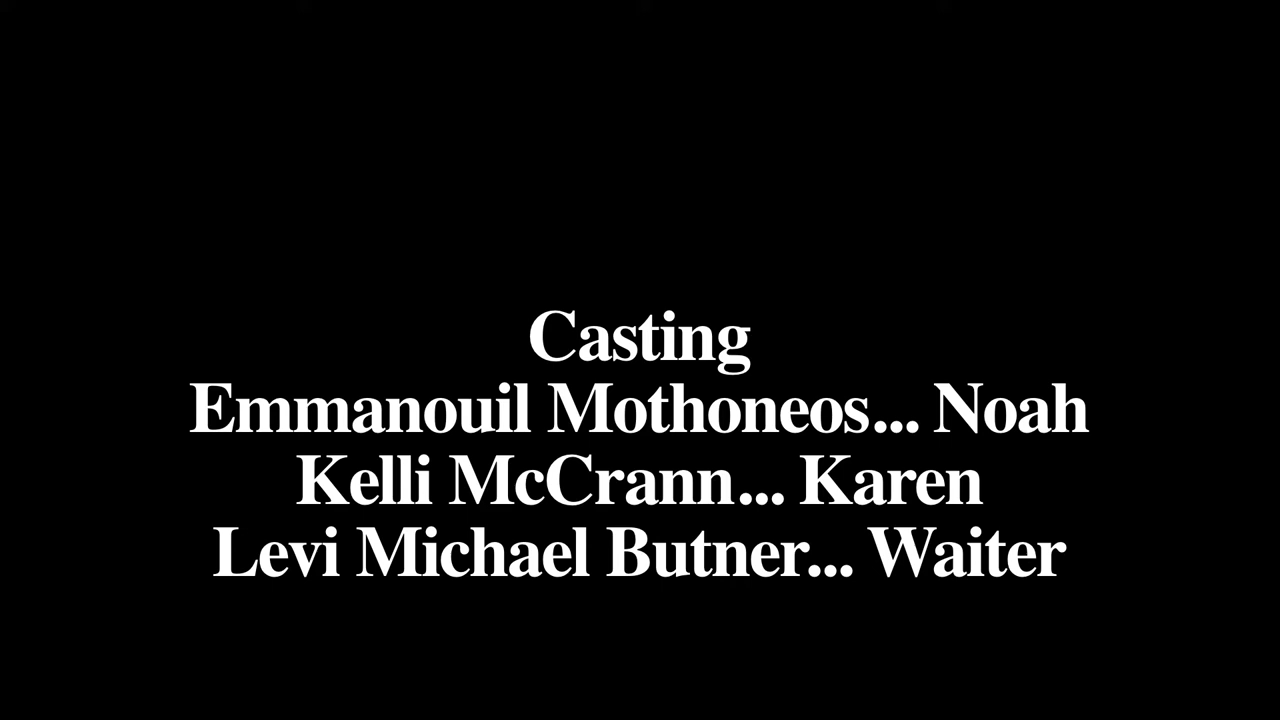 Casting
Emmanouil Mothoneos... Noah
Kelli McCrann... Karen
Levi Michael Butner... Waiter